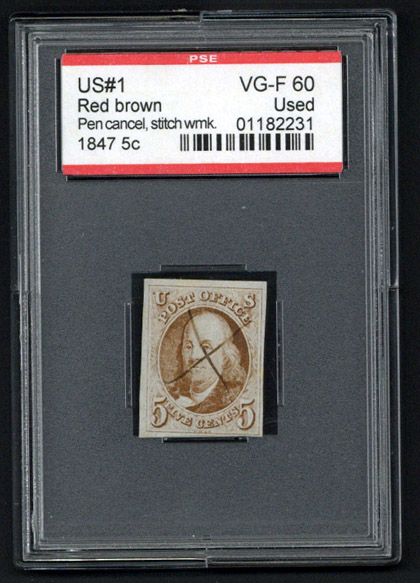 PSE
US#1 VG-F 60
Red brown Used
Pen cancel, stitch wmk. 01182231
1847 5c
U S
POST OFFICE
5 FIVE CENTS 5